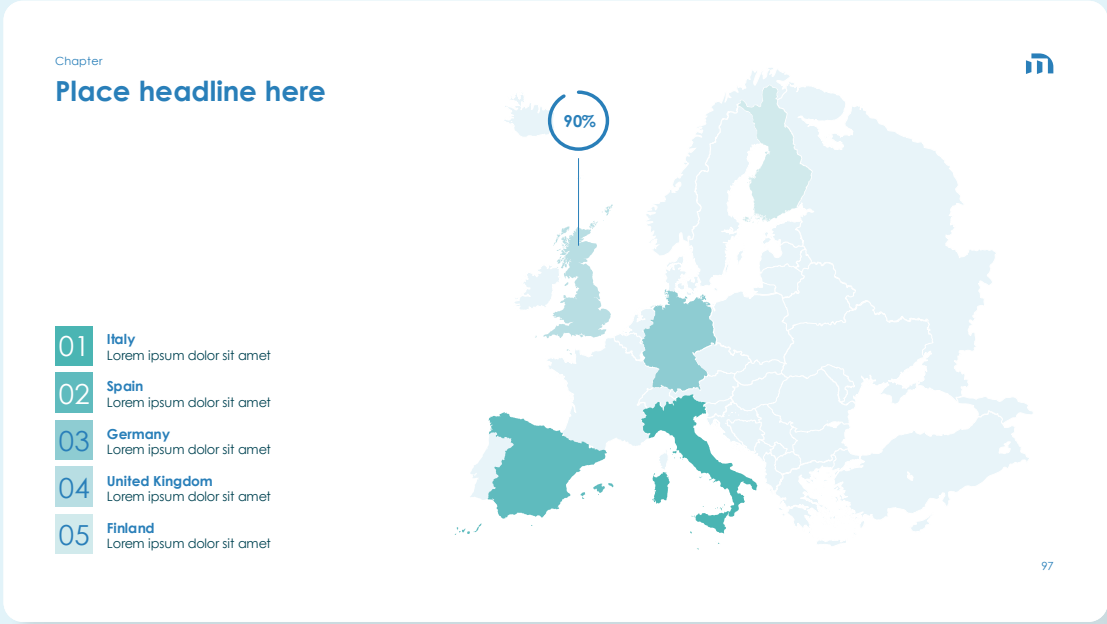 Chapter
Place headline here
90%
01
Italy
Lorem ipsum dolor sit amet
02
Spain
Lorem ipsum dolor sit amet
03
Germany
Lorem ipsum dolor sit amet
04
United Kingdom
Lorem ipsum dolor sit amet
05
Finland
Lorem ipsum dolor sit amet
97